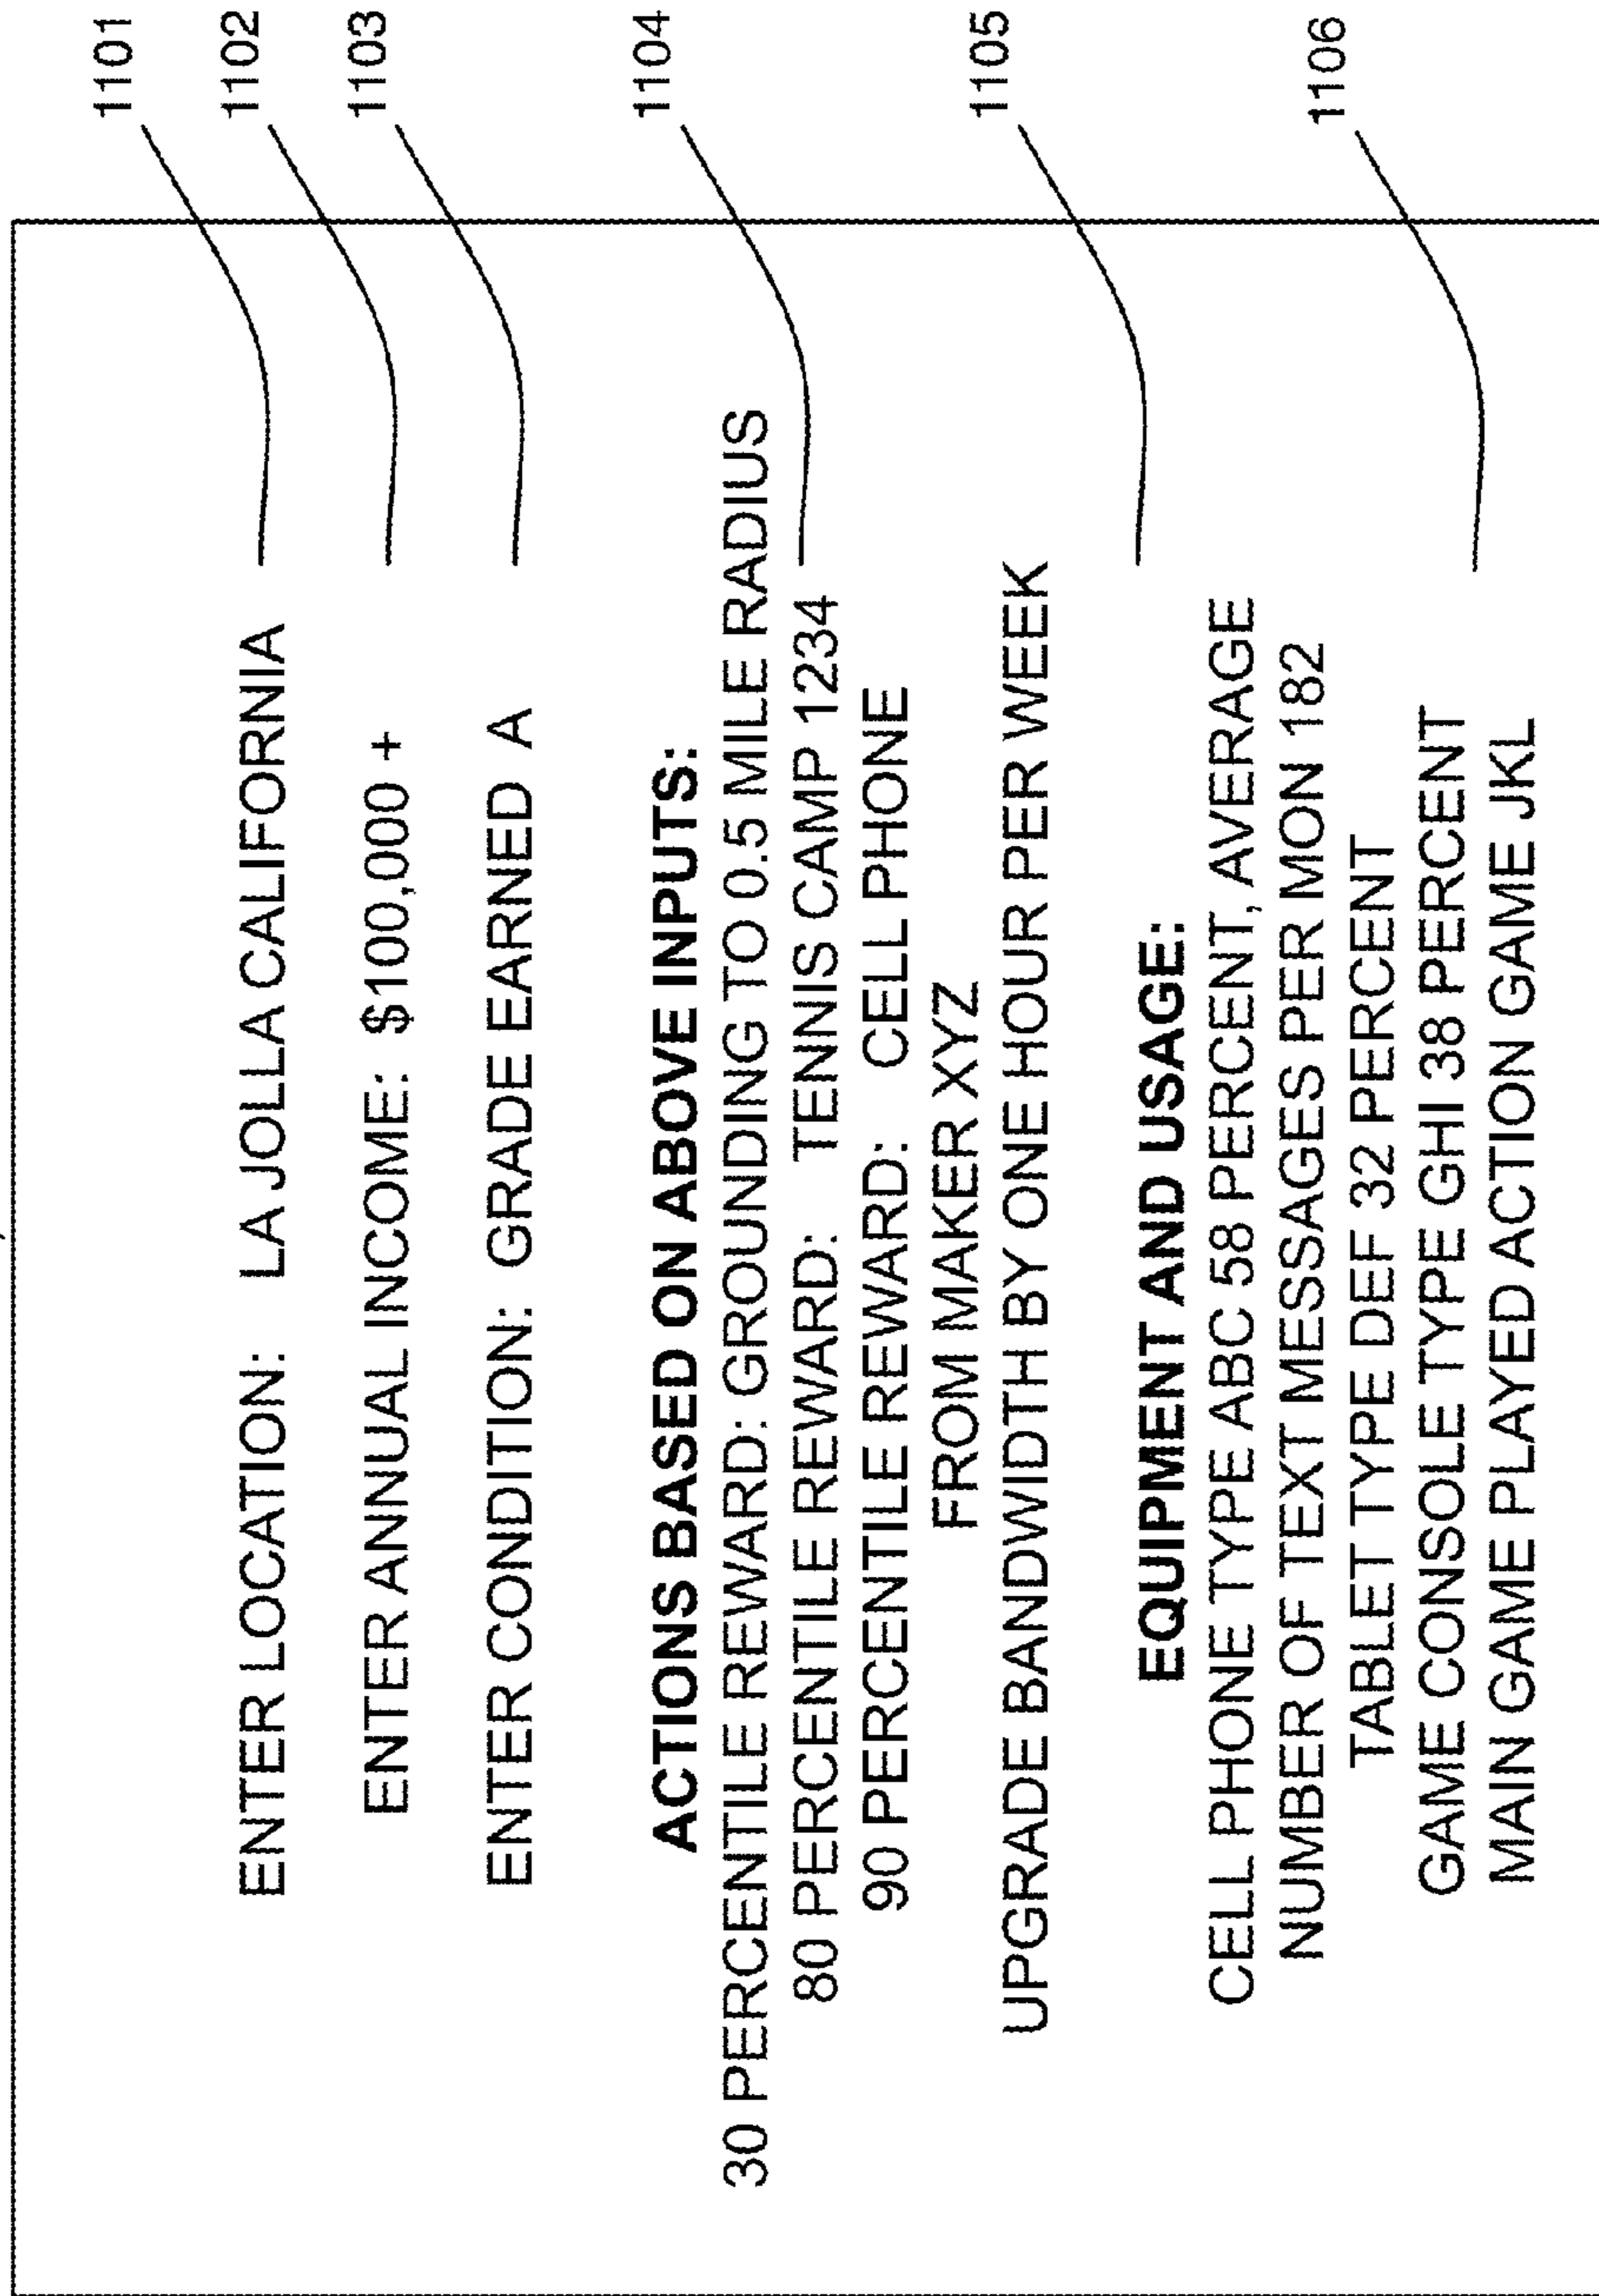 ENTER LOCATION: LA JOLLA CALIFORNIA
1101
ENTER ANNUAL INCOME: $100,000 +
1102
ENTER CONDITION: GRADE EARNED A
1103
ACTIONS BASED ON ABOVE INPUTS:
30 PERCENTILE REWARD: GROUNDING TO 0.5 MILE RADIUS
80 PERCENTILE REWARD: TENNIS CAMP 1234
1104
90 PERCENTILE REWARD: CELL PHONE
FROM MAKER XYZ
UPGRADE BANDWIDTH BY ONE HOUR PER WEEK
EQUIPMENT AND USAGE:
1105
CELL PHONE TYPE ABC 58 PERCENT, AVERAGE
NUMBER OF TEXT MESSAGES PER MON 182
TABLET TYPE DEF 32 PERCENT
GAME CONSOLE TYPE GHI 38 PERCENT
1106
MAIN GAME PLAYED ACTION GAME JKL